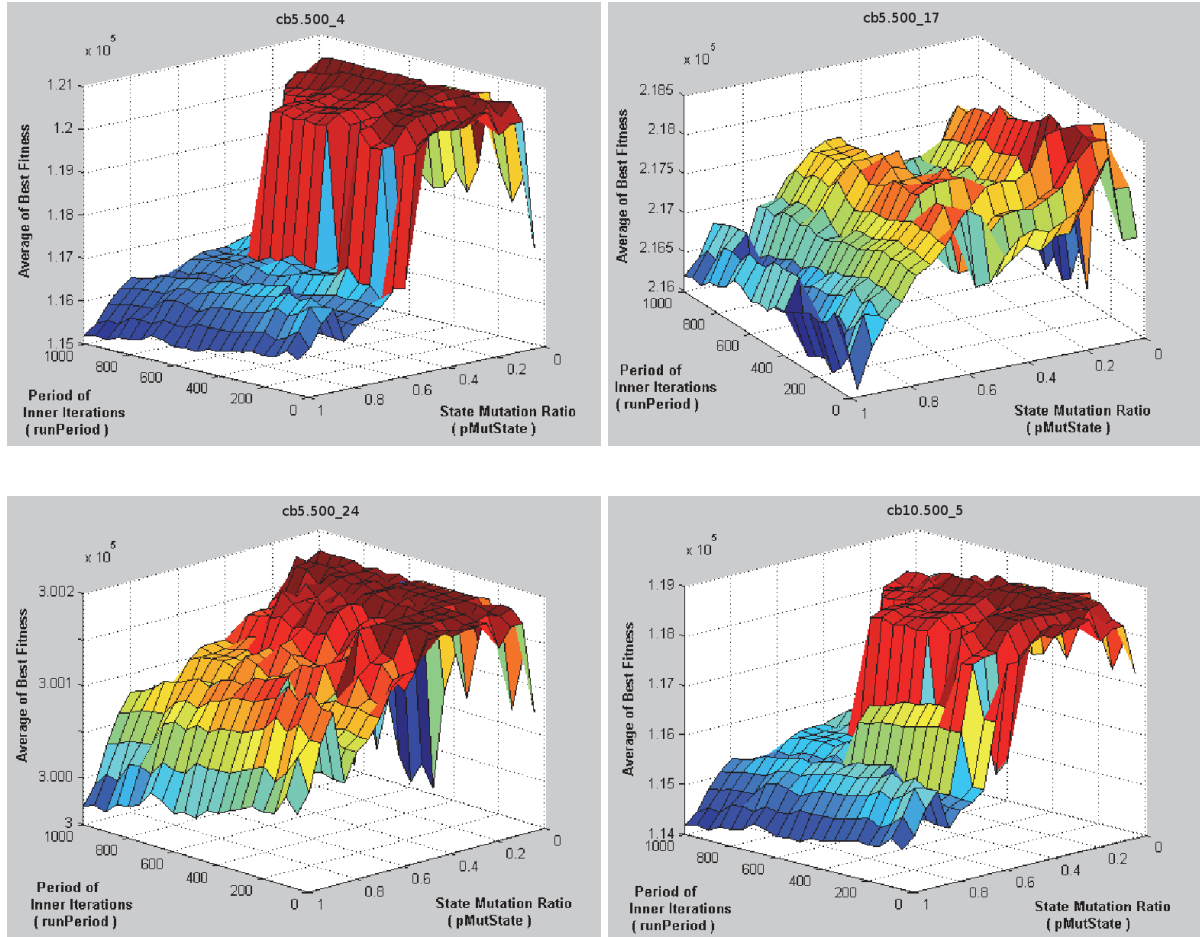 cb5.500_4
x 10^5
1.21
1.2
1.19
1.18
1.17
1.16
1.15
Average of Best Fitness
1000
800
600
400
200
0
Period of
Inner Iterations
( runPeriod )
1
0.8
0.6
0.4
0.2
0
State Mutation Ratio
( pMutState )
cb5.500_17
x 10^5
2.185
2.18
2.175
2.17
2.165
2.16
Average of Best Fitness
1000
800
600
400
200
0
Period of
Inner Iterations
( runPeriod )
1
0.8
0.6
0.4
0.2
0
State Mutation Ratio
( pMutState )
cb5.500_24
x 10^5
3.002
3.001
3.000
3
Average of Best Fitness
1000
800
600
400
200
0
Period of
Inner Iterations
( runPeriod )
1
0.8
0.6
0.4
0.2
0
State Mutation Ratio
( pMutState )
cb10.500_5
x 10^5
1.19
1.18
1.17
1.16
1.15
1.14
Average of Best Fitness
1000
800
600
400
200
0
Period of
Inner Iterations
( runPeriod )
1
0.8
0.6
0.4
0.2
0
State Mutation Ratio
( pMutState )